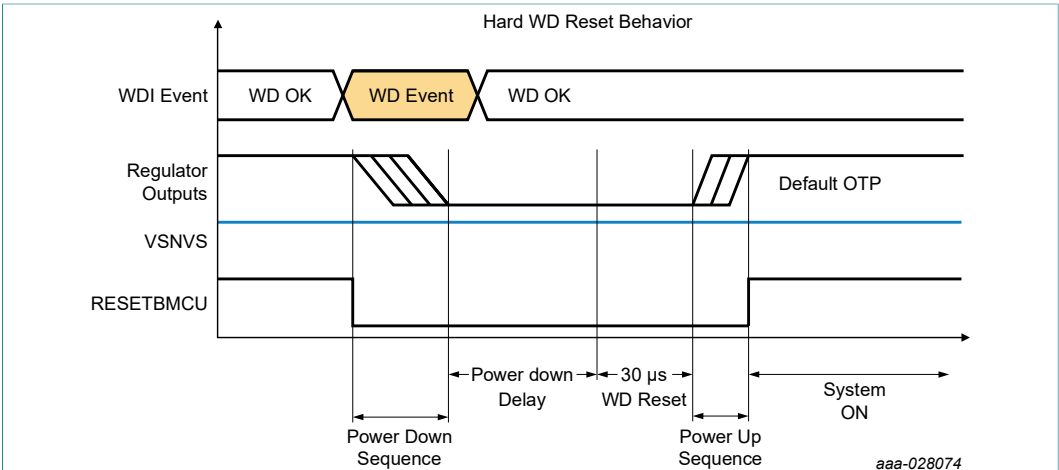 Hard WD Reset Behavior
WDI Event
WD OK
WD Event
WD OK
Regulator
Outputs
Default OTP
VSNVS
RESETBMCU
Power down
Delay
30 µs
WD Reset
System
ON
Power Down
Sequence
Power Up
Sequence
aaa-028074